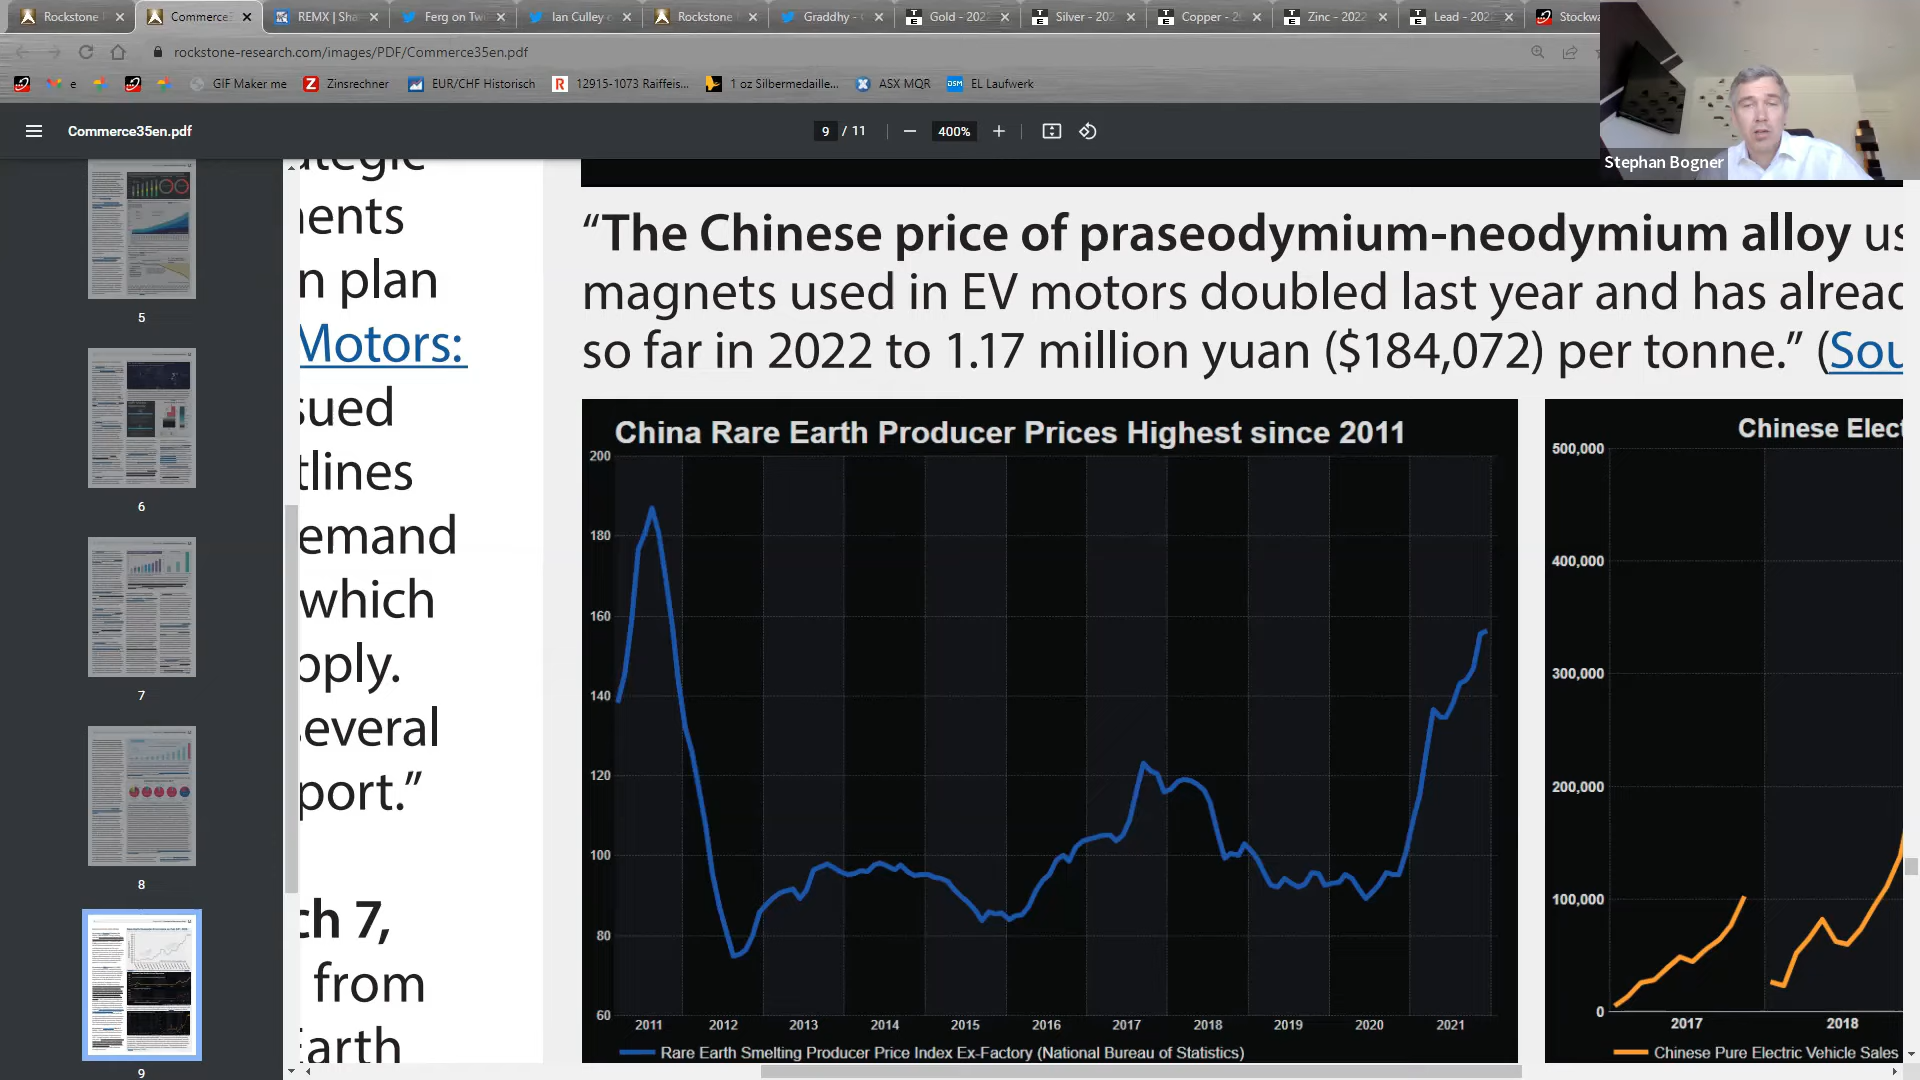 Rockstone
Commerce3
REMX | Sha
Ferg on Tw
Ian Culley o
Rockstone
Graddhy -
Gold - 202
Silver - 202
Copper - 2
Zinc - 2022
Lead - 202
Stockwa
rockstone-research.com/images/PDF/Commerce35en.pdf
e
GIF Maker me
Zinsrechner
EUR/CHF Historisch
12915-1073 Raiffeis...
1 oz Silbermedaille...
ASX MQR
EL Laufwerk
Commerce35en.pdf
9 / 11
400%
Stephan Bogner
5
6
7
8
9
ategic
nents
n plan
Motors:
sued
tlines
emand
which
pply.
several
port.”
ch 7,
from
Earth
“The Chinese price of praseodymium-neodymium alloy us
magnets used in EV motors doubled last year and has alreac
so far in 2022 to 1.17 million yuan ($184,072) per tonne.” (Sou
China Rare Earth Producer Prices Highest since 2011
200
180
160
140
120
100
80
60
2011 2012 2013 2014 2015 2016 2017 2018 2019 2020 2021
Rare Earth Smelting Producer Price Index Ex-Factory (National Bureau of Statistics)
Chinese Elect
500,000
400,000
300,000
200,000
100,000
0
2017 2018
Chinese Pure Electric Vehicle Sales